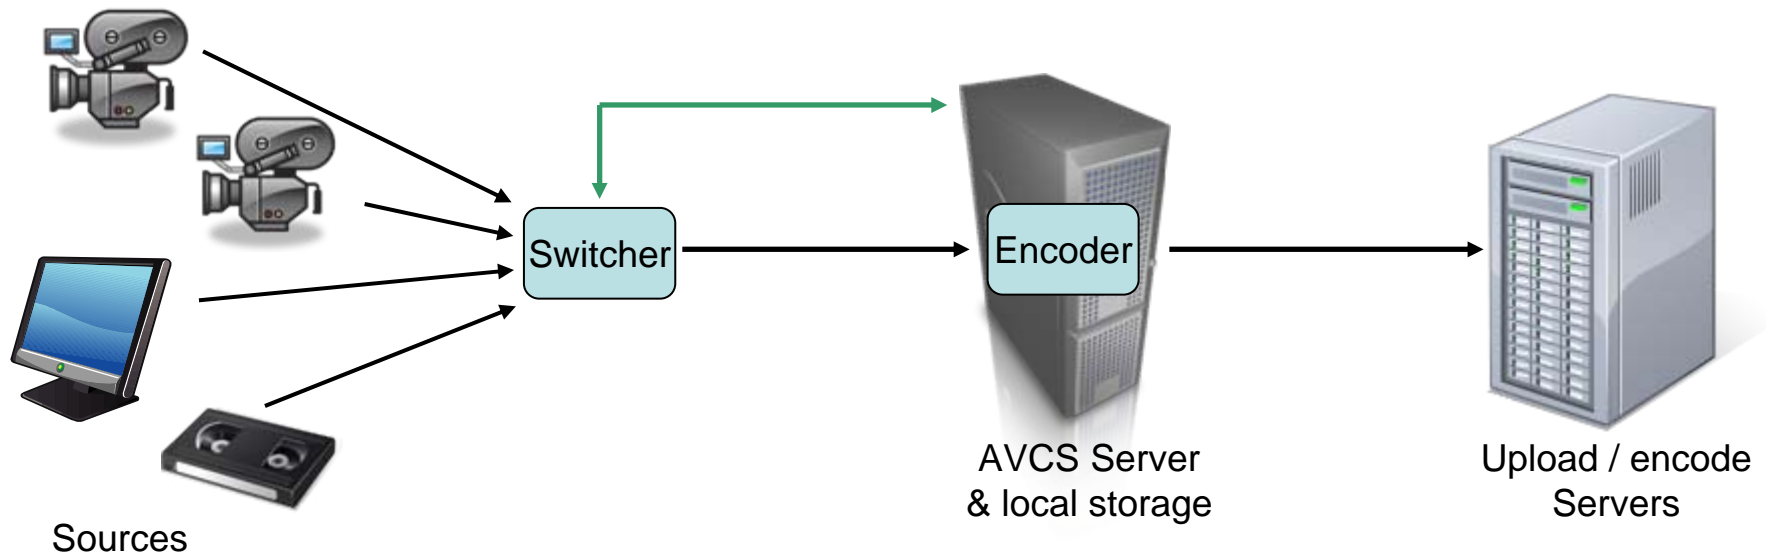 Switcher
Encoder
AVCS Server
& local storage
Upload / encode
Servers
Sources